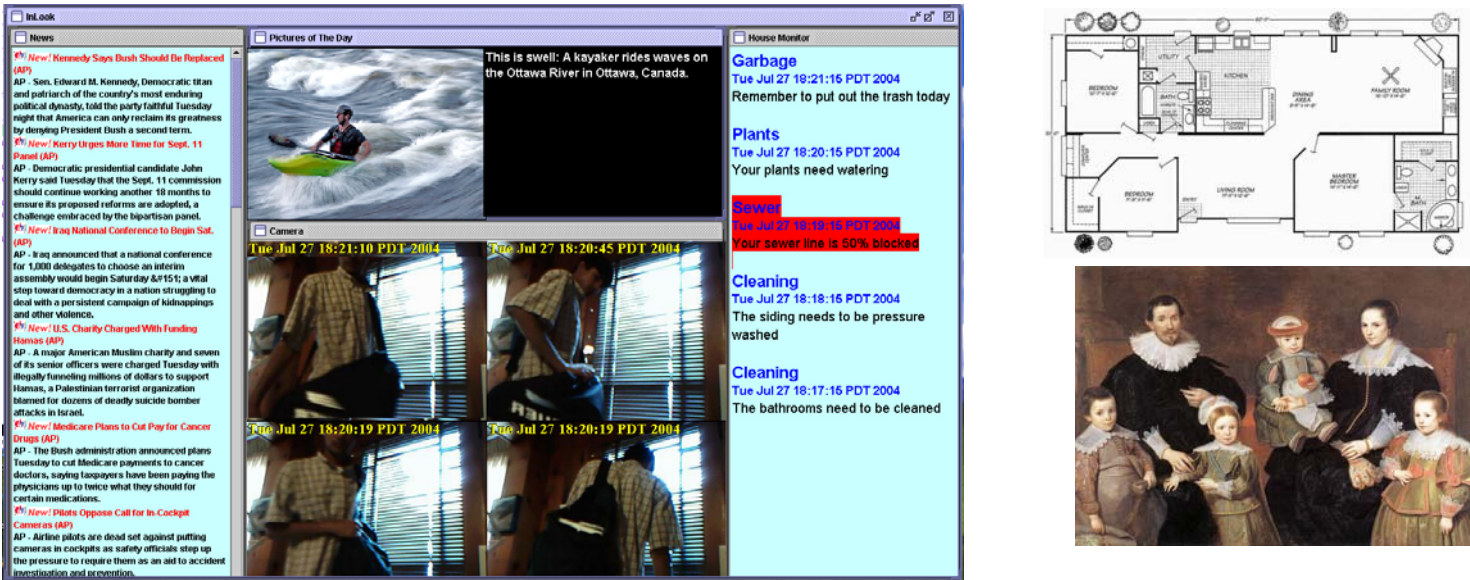 InLook
News
New! Kennedy Says Bush Should Be Replaced
(AP)
AP - Sen. Edward M. Kennedy, Democratic titan
and patriarch of the country's most enduring
political dynasty, told the party faithful Tuesday
night that America can only reclaim its greatness
by denying President Bush a second term.
New! Kerry Urges More Time for Sept. 11
Panel (AP)
AP - Democratic presidential candidate John
Kerry said Tuesday that the Sept. 11 commission
should continue working another 18 months to
ensure its proposed reforms are adopted, a
challenge embraced by the bipartisan panel.
New! Iraq National Conference to Begin Sat.
(AP)
AP - Iraq announced that a national conference
for 1,000 delegates to choose an interim
assembly would begin Saturday &#151; a vital
step toward democracy in a nation struggling to
deal with a persistent campaign of kidnappings
and other violence.
New! U.S. Charity Charged With Funding
Hamas (AP)
AP - A major American Muslim charity and seven
of its senior officers were charged Tuesday with
illegally funneling millions of dollars to support
Hamas, a Palestinian terrorist organization
blamed for dozens of deadly suicide bomber
attacks in Israel.
New! Medicare Plans to Cut Pay for Cancer
Drugs (AP)
AP - The Bush administration announced plans
Tuesday to cut Medicare payments to cancer
doctors, saying taxpayers have been paying the
physicians up to twice what they should for
certain medications.
New! Pilots Oppose Call for In-Cockpit
Cameras (AP)
AP - Airline pilots are dead set against putting
cameras in cockpits as safety officials step up
the pressure to require them as an aid to accident
investigation and prevention.
Pictures of The Day
This is swell: A kayaker rides waves on
the Ottawa River in Ottawa, Canada.
Camera
Tue Jul 27 18:21:10 PDT 2004
Tue Jul 27 18:20:45 PDT 2004
Tue Jul 27 18:20:19 PDT 2004
Tue Jul 27 18:20:19 PDT 2004
House Monitor
Garbage
Tue Jul 27 18:21:15 PDT 2004
Remember to put out the trash today
Plants
Tue Jul 27 18:20:15 PDT 2004
Your plants need watering
Sewer
Tue Jul 27 18:19:15 PDT 2004
Your sewer line is 50% blocked
Cleaning
Tue Jul 27 18:18:15 PDT 2004
The siding needs to be pressure
washed
Cleaning
Tue Jul 27 18:17:15 PDT 2004
The bathrooms need to be cleaned
BEDROOM
UTILITY
KITCHEN
BATH
DINING
AREA
FAMILY ROOM
BEDROOM
ENTRY
LIVING ROOM
MASTER
BEDROOM
M.
BATH